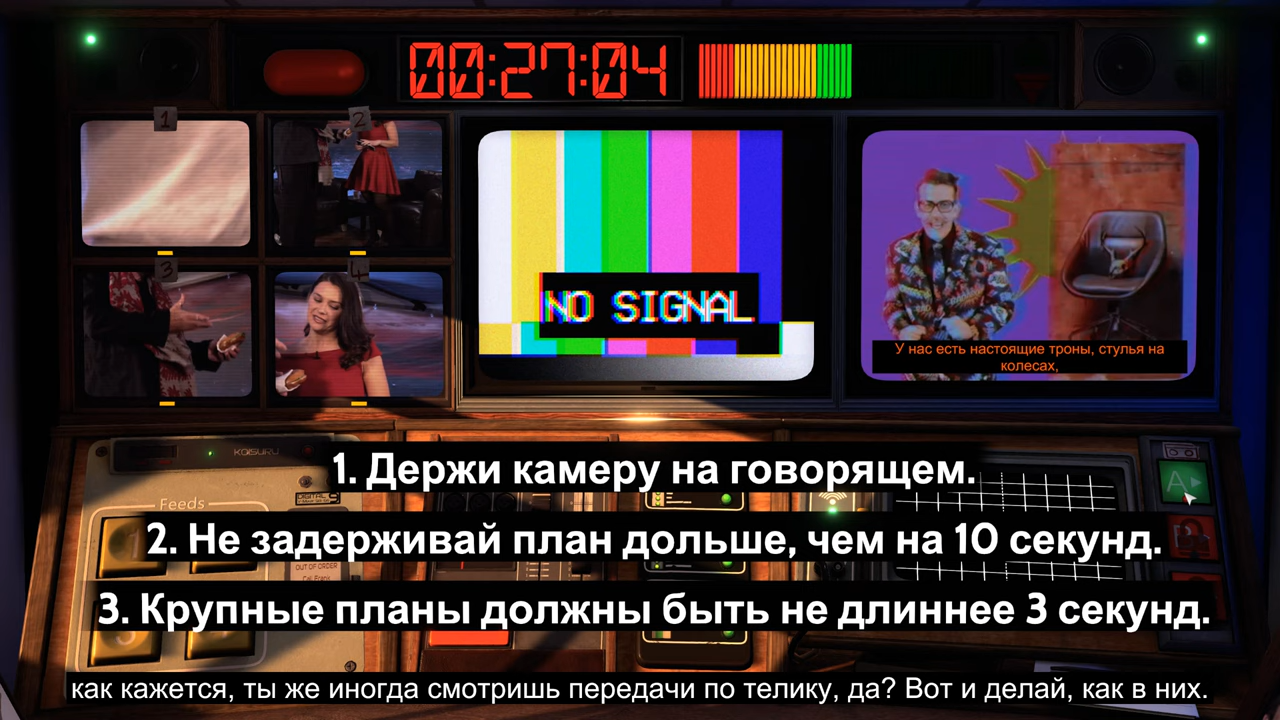 00:27:04
1
2
3
4
NO SIGNAL
У нас есть настоящие троны, стулья на
колесах,
KAISURU
1. Держи камеру на говорящем.
Feeds
DIGITAL
A
2. Не задерживай план дольше, чем на 10 секунд.
OUT OF ORDER
3. Крупные планы должны быть не длиннее 3 секунд.
как кажется, ты же иногда смотришь передачи по телику, да? Вот и делай, как в них.